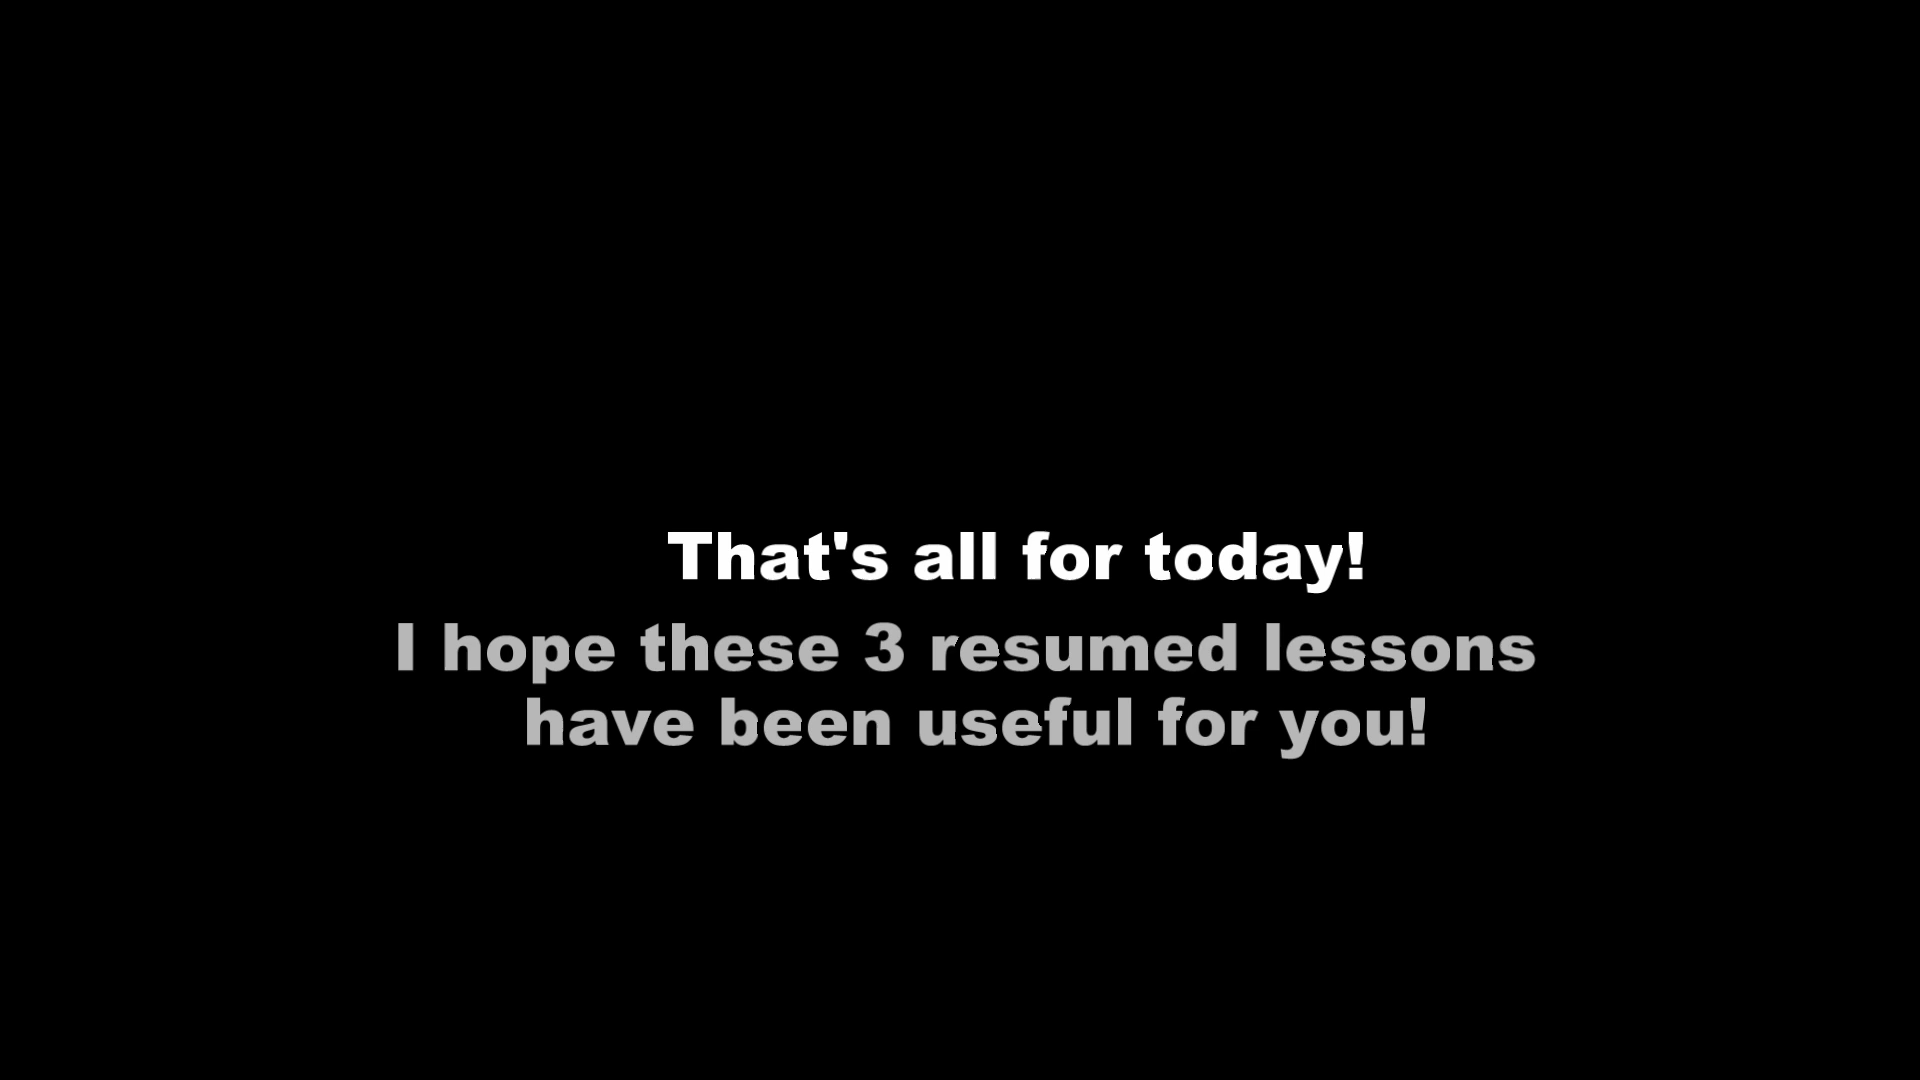 That's all for today!
I hope these 3 resumed lessons
have been useful for you!